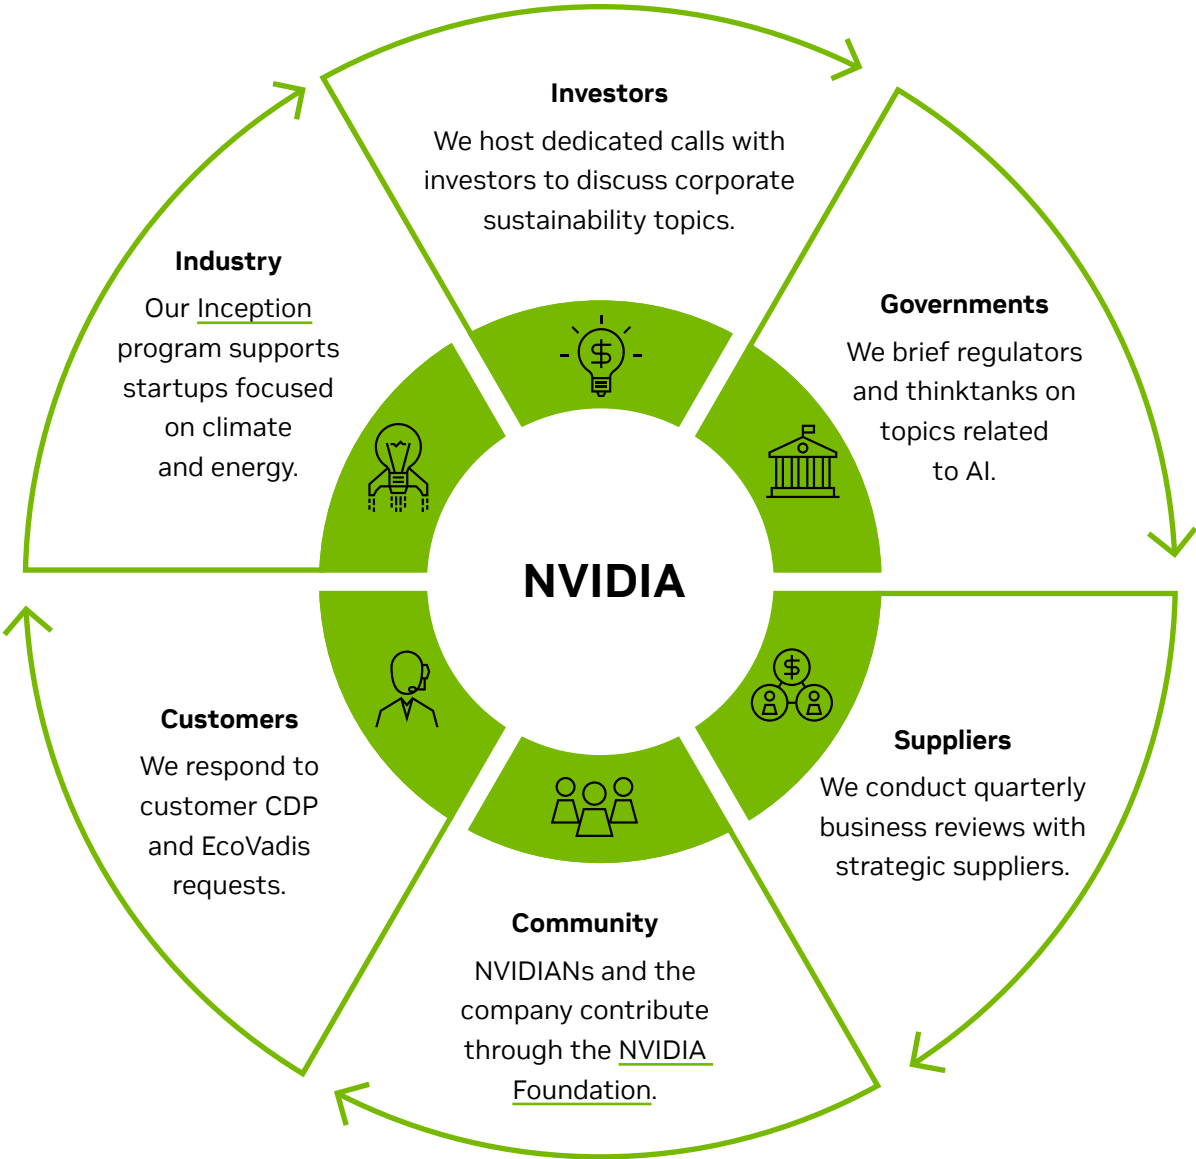 Investors
We host dedicated calls with
investors to discuss corporate
sustainability topics.
Governments
We brief regulators
and thinktanks on
topics related
to AI.
Suppliers
We conduct quarterly
business reviews with
strategic suppliers.
Community
NVIDIANs and the
company contribute
through the NVIDIA
Foundation.
Customers
We respond to
customer CDP
and EcoVadis
requests.
Industry
Our Inception
program supports
startups focused
on climate
and energy.
NVIDIA
$
$